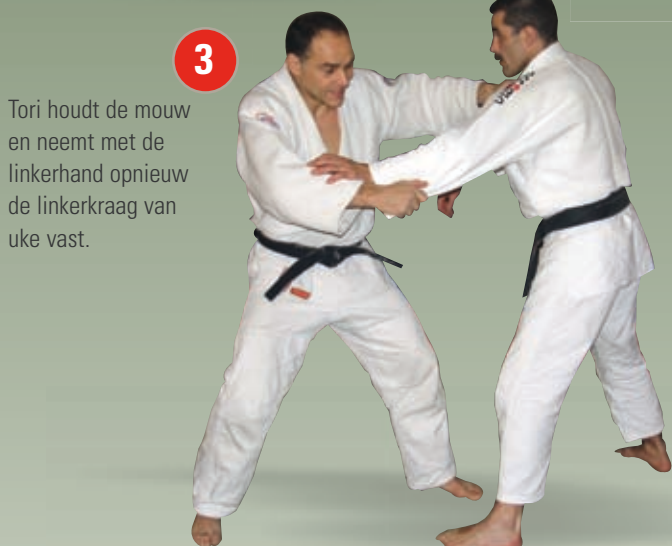 3
Tori houdt de mouw
en neemt met de
linkerhand opnieuw
de linkerkraag van
uke vast.